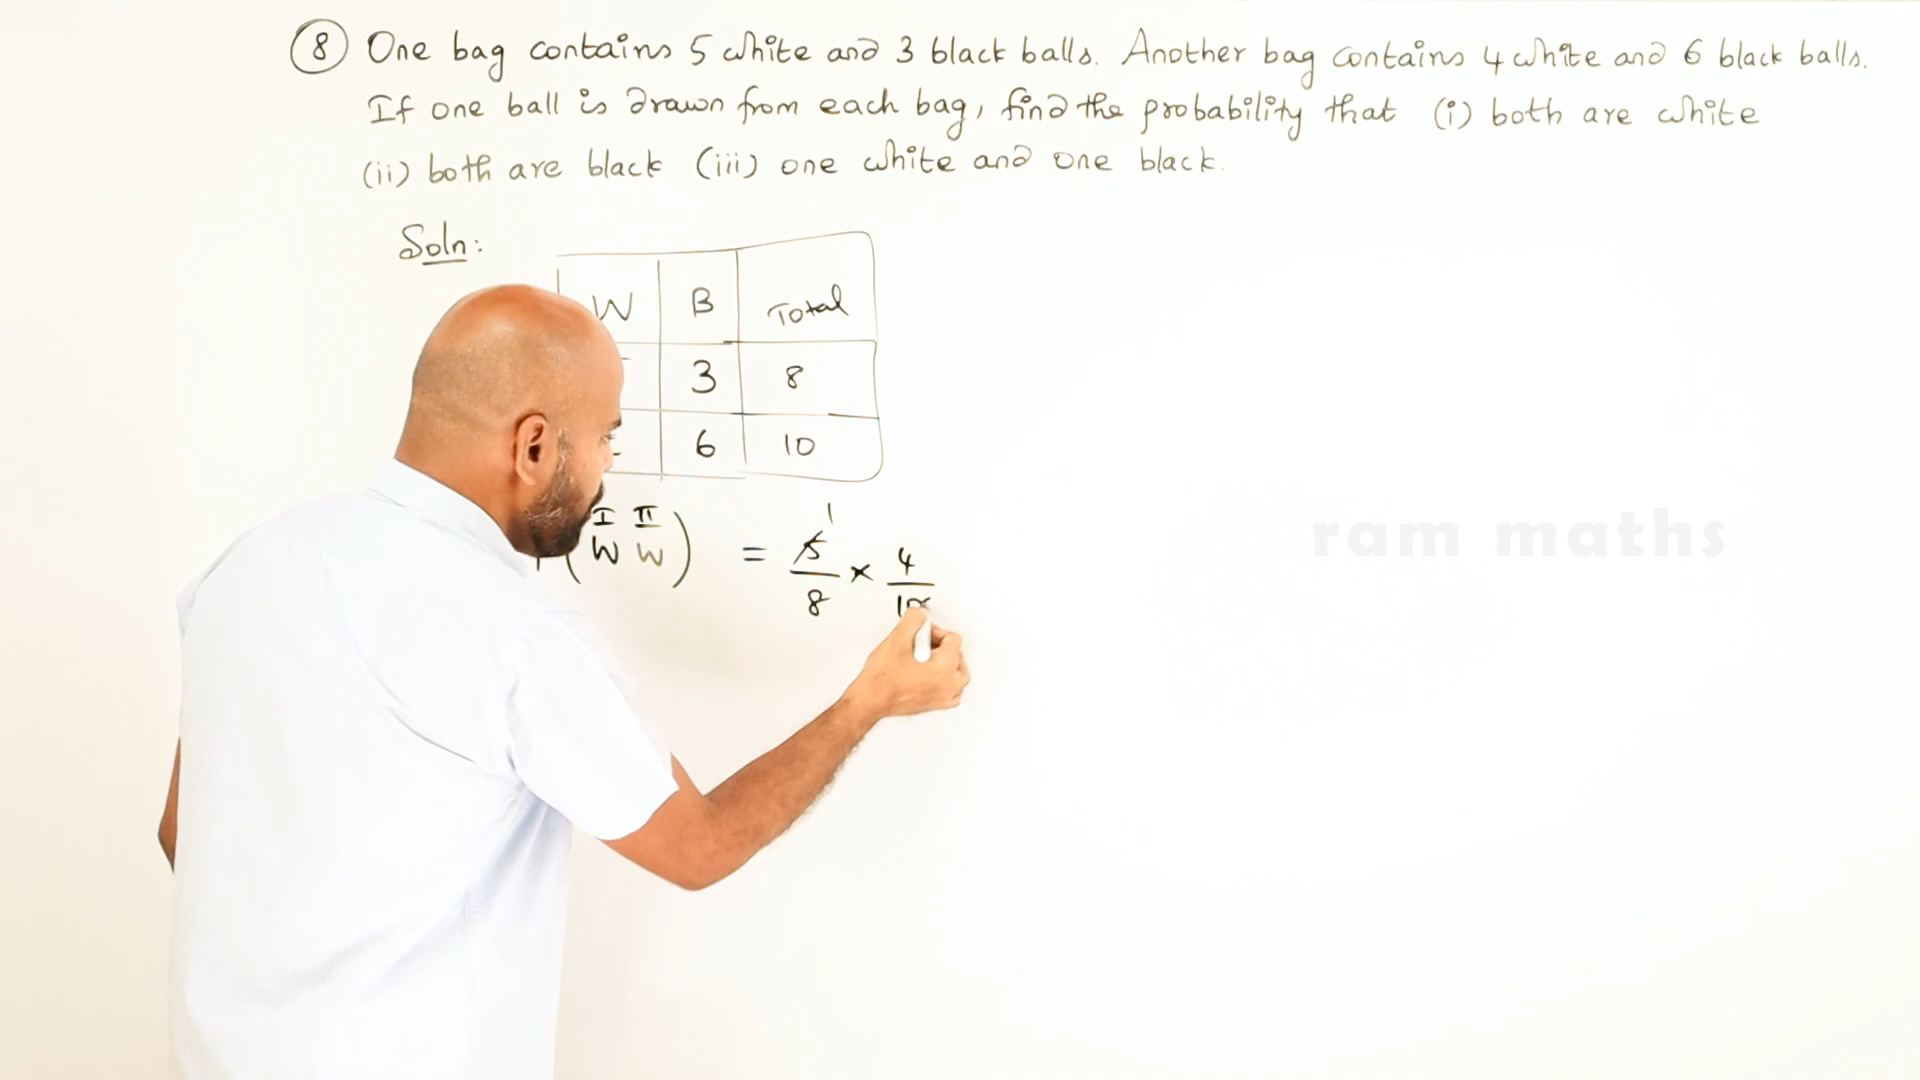 8 One bag contains 5 white and 3 black balls. Another bag contains 4 white and 6 black balls.
If one ball is drawn from each bag, find the probability that (i) both are white
(ii) both are black (iii) one white and one black.
Soln:
W B Total
3 8
6 10
I II 1
(W W) = 5/8 × 4/10
ram maths